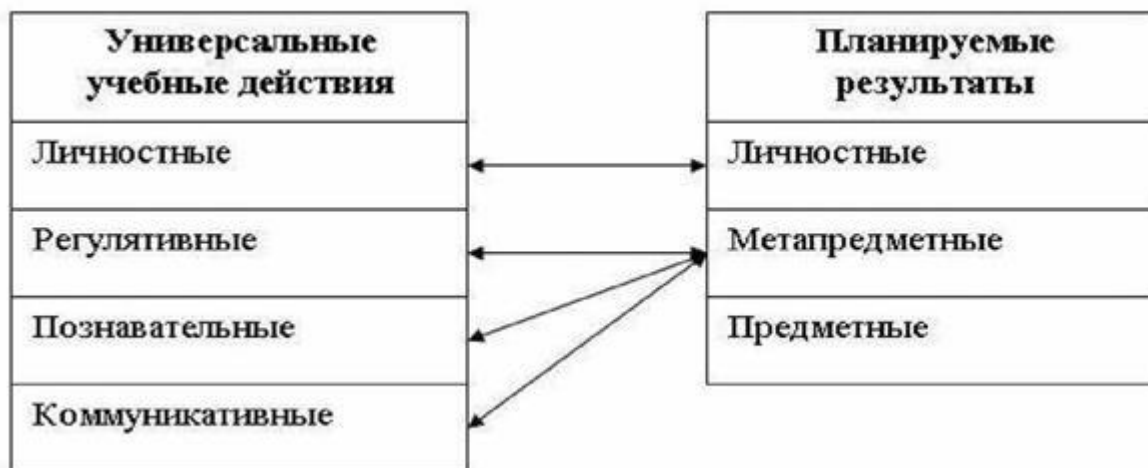 Универсальные
учебные действия
Личностные
Регулятивные
Познавательные
Коммуникативные
Планируемые
результаты
Личностные
Метапредметные
Предметные